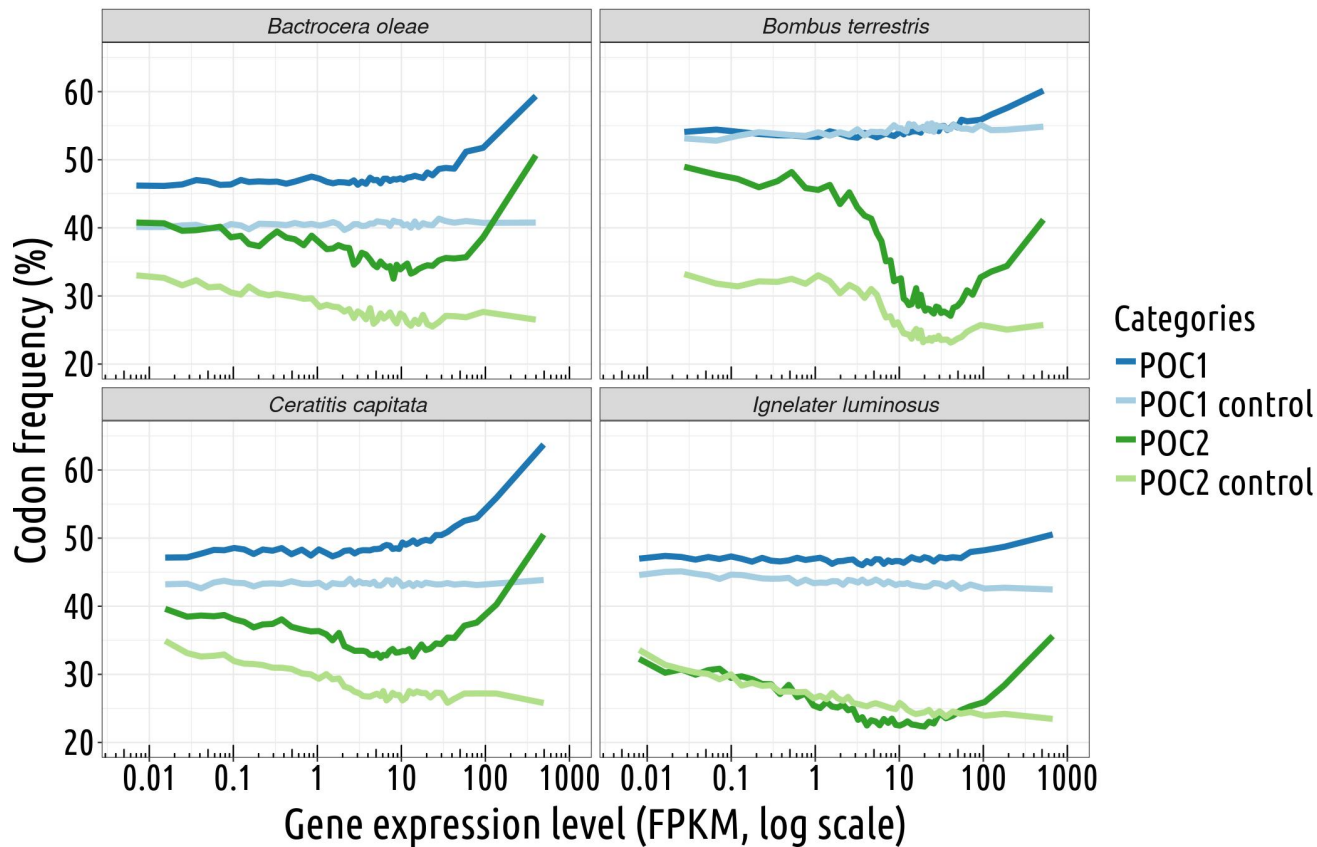 Bactrocera oleae
Bombus terrestris
60
50
40
30
20
Ceratitis capitata
Ignelater luminosus
60
50
40
30
20
0.01 0.1 1 10 100 1000
0.01 0.1 1 10 100 1000
Codon frequency (%)
Gene expression level (FPKM, log scale)
Categories
POC1
POC1 control
POC2
POC2 control